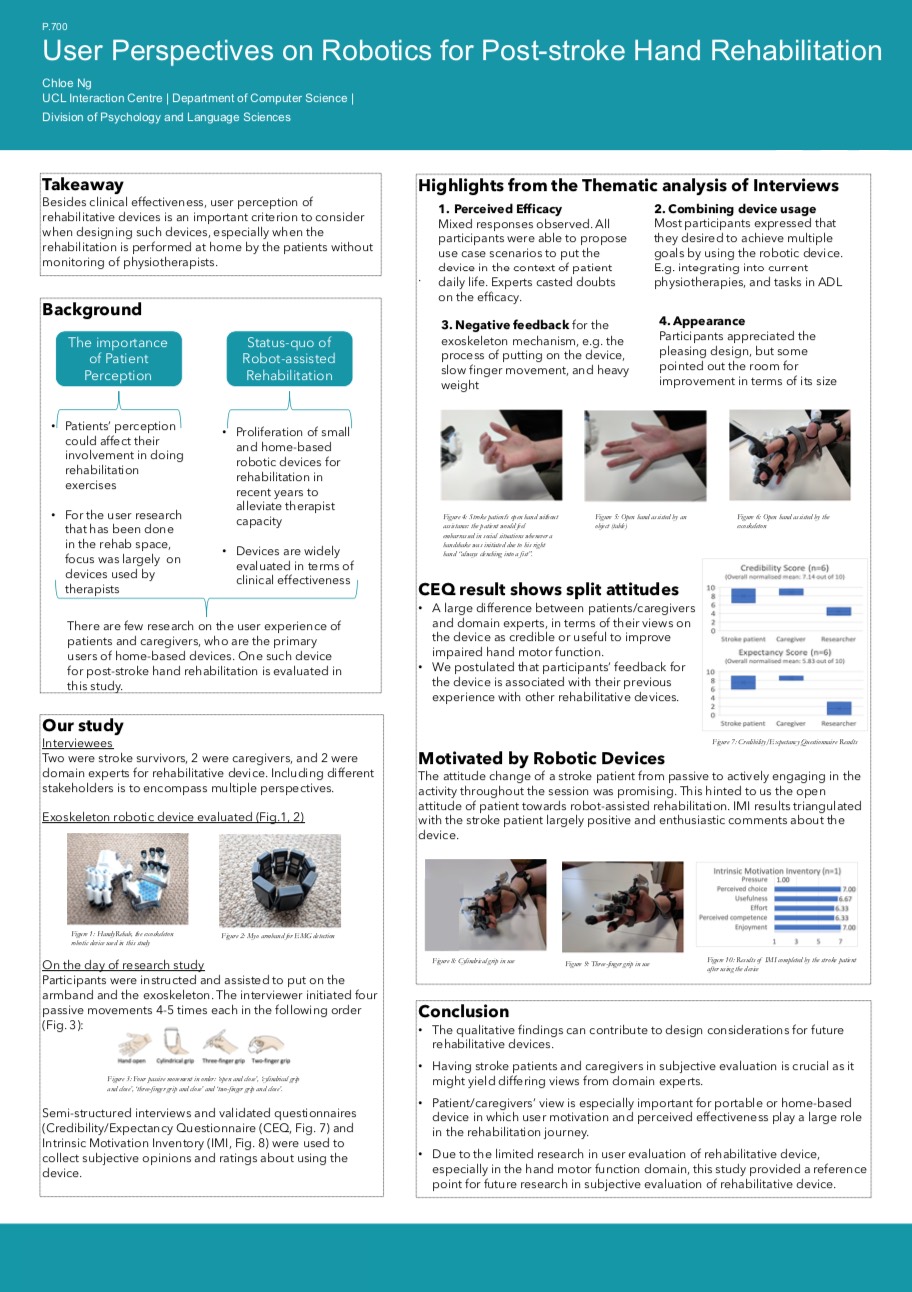 P.700
User Perspectives on Robotics for Post-stroke Hand Rehabilitation
Chloe Ng
UCL Interaction Centre | Department of Computer Science |
Division of Psychology and Language Sciences
Takeaway
Besides clinical effectiveness, user perception of
rehabilitative devices is an important criterion to consider
when designing such devices, especially when the
rehabilitation is performed at home by the patients without
monitoring of physiotherapists.
Background
The importance
of Patient
Perception
• Patients' perception
could affect their
involvement in doing
rehabilitation
exercises
• For the user research
that has been done
in the rehab space,
focus was largely on
devices used by
therapists
Status-quo of
Robot-assisted
Rehabilitation
• Proliferation of small
and home-based
robotic devices for
rehabilitation in
recent years to
alleviate therapist
capacity
• Devices are widely
evaluated in terms of
clinical effectiveness
There are few research on the user experience of
patients and caregivers, who are the primary
users of home-based devices. One such device
for post-stroke hand rehabilitation is evaluated in
this study.
Our study
Interviewees
Two were stroke survivors, 2 were caregivers, and 2 were
domain experts for rehabilitative device. Including different
stakeholders is to encompass multiple perspectives.
Exoskeleton robotic device evaluated (Fig.1, 2)
Figure 1: HandyRehab, the exoskeleton
robotic device used in this study
Figure 2: Myo armband for EMG detection
On the day of research study
Participants were instructed and assisted to put on the
armband and the exoskeleton. The interviewer initiated four
passive movements 4-5 times each in the following order
(Fig. 3):
Hand open Cylindrical grip Three-finger grip Two-finger grip
Figure 3: Four passive movement in order: 'open and close', 'cylindrical grip
and close', 'three-finger grip and close' and 'two-finger grip and close'.
Semi-structured interviews and validated questionnaires
(Credibility/Expectancy Questionnaire (CEQ, Fig. 7) and
Intrinsic Motivation Inventory (IMI, Fig. 8) were used to
collect subjective opinions and ratings about using the
device.
Highlights from the Thematic analysis of Interviews
1. Perceived Efficacy
Mixed responses observed. All
participants were able to propose
use case scenarios to put the
device in the context of patient
daily life. Experts casted doubts
on the efficacy.
2. Combining device usage
Most participants expressed that
they desired to achieve multiple
goals by using the robotic device.
E.g. integrating into current
physiotherapies, and tasks in ADL
3. Negative feedback for the
exoskeleton mechanism, e.g. the
process of putting on the device,
slow finger movement, and heavy
weight
4. Appearance
Participants appreciated the
pleasing design, but some
pointed out the room for
improvement in terms of its size
Figure 4: Stroke patient's open hand without
assistance: the patient would feel
embarrassed in social situations whenever a
handshake was initiated due to his right
hand "always clenching into a fist".
Figure 5: Open hand assisted by an
object (table)
Figure 6: Open hand assisted by the
exoskeleton
CEQ result shows split attitudes
• A large difference between patients/caregivers
and domain experts, in terms of their views on
the device as credible or useful to improve
impaired hand motor function.
• We postulated that participants' feedback for
the device is associated with their previous
experience with other rehabilitative devices.
Credibility Score (n=6)
(Overall normalised mean: 7.14 out of 10)
10
8
6
4
2
0
Stroke patient Caregiver Researcher
Expectancy Score (n=6)
(Overall normalised mean: 5.83 out of 10)
10
8
6
4
2
0
Stroke patient Caregiver Researcher
Figure 7: Credibility/Expectancy Questionnaire Results
Motivated by Robotic Devices
The attitude change of a stroke patient from passive to actively engaging in the
activity throughout the session was promising. This hinted to us the open
attitude of patient towards robot-assisted rehabilitation. IMI results triangulated
with the stroke patient largely positive and enthusiastic comments about the
device.
Figure 8: Cylindrical grip in use
Figure 9: Three-finger grip in use
Intrinsic Motivation Inventory (n=1)
Pressure 1.00
Perceived choice 7.00
Usefulness 6.67
Effort 6.33
Perceived competence 6.33
Enjoyment 7.00
1 3 5 7
Figure 10: Results of IMI completed by the stroke patient
after using the device
Conclusion
• The qualitative findings can contribute to design considerations for future
rehabilitative devices.
• Having stroke patients and caregivers in subjective evaluation is crucial as it
might yield differing views from domain experts.
• Patient/caregivers' view is especially important for portable or home-based
device in which user motivation and perceived effectiveness play a large role
in the rehabilitation journey.
• Due to the limited research in user evaluation of rehabilitative device,
especially in the hand motor function domain, this study provided a reference
point for future research in subjective evaluation of rehabilitative device.